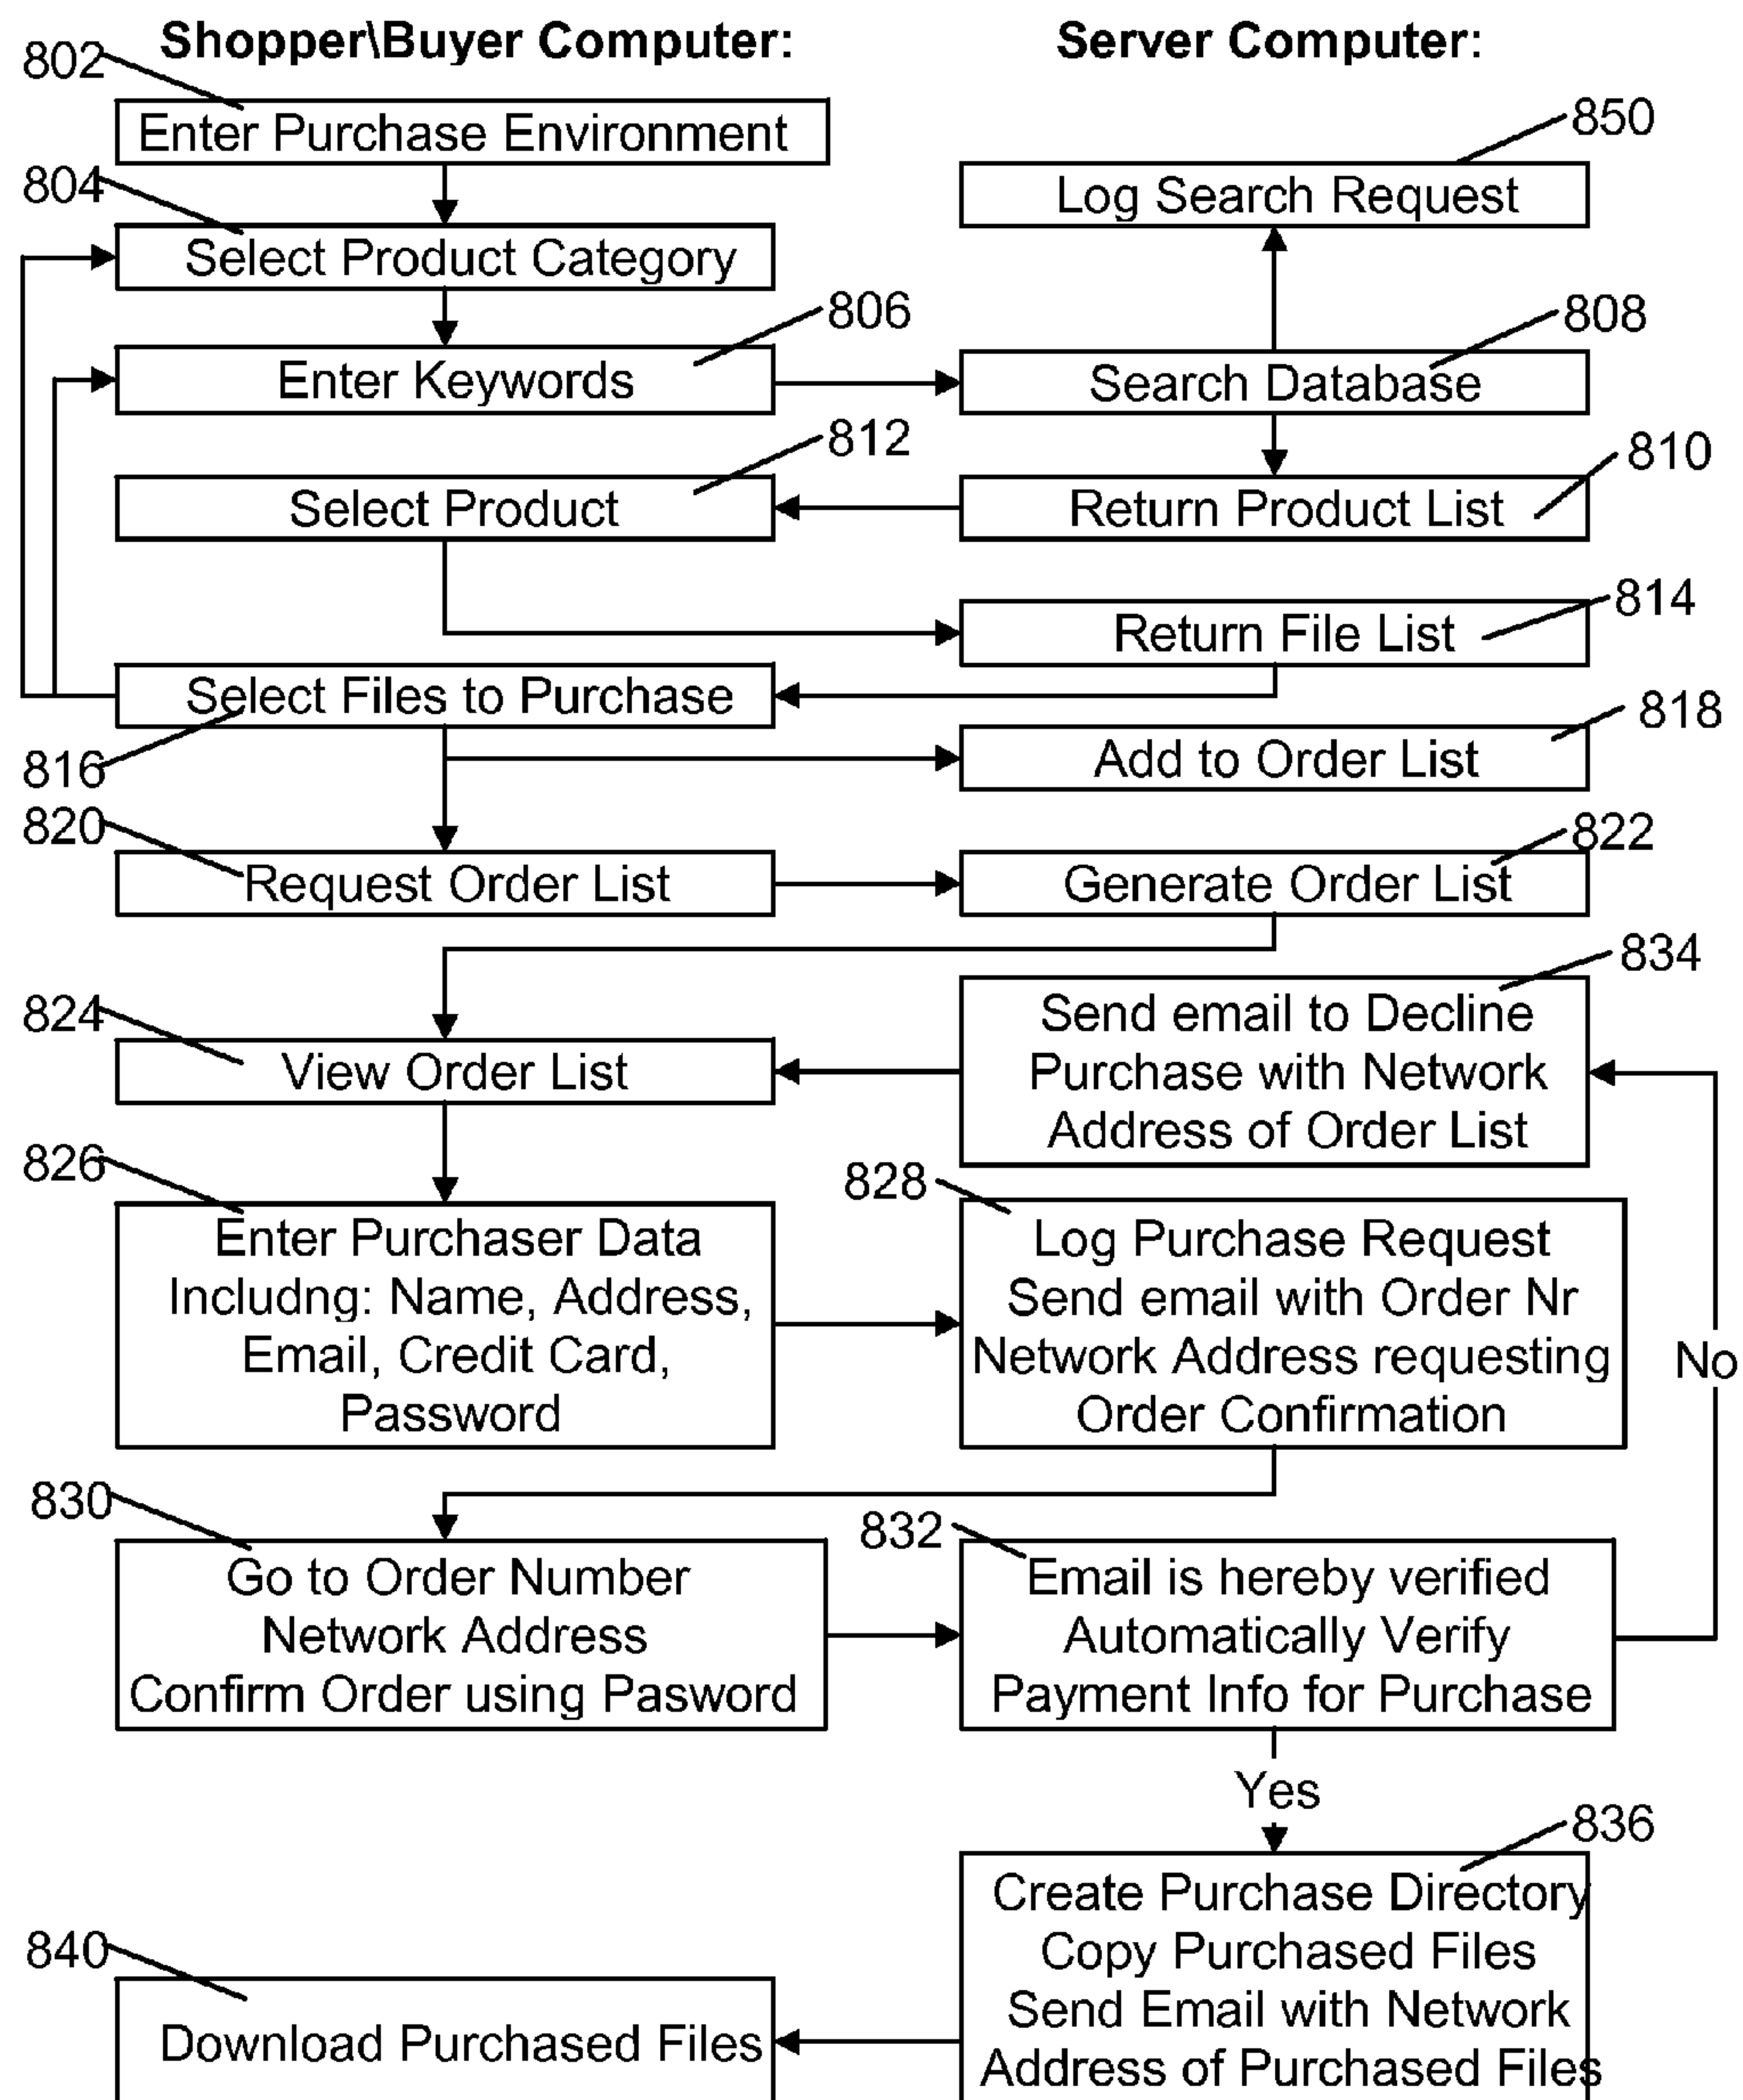 Shopper\Buyer Computer:
Server Computer:
802
Enter Purchase Environment
850
804
Log Search Request
Select Product Category
806
808
Enter Keywords
Search Database
812
810
Select Product
Return Product List
814
Return File List
Select Files to Purchase
818
816
Add to Order List
820
822
Request Order List
Generate Order List
834
824
Send email to Decline
Purchase with Network
Address of Order List
View Order List
826
828
Enter Purchaser Data
Includng: Name, Address,
Email, Credit Card,
Password
Log Purchase Request
Send email with Order Nr
Network Address requesting
Order Confirmation
No
830
832
Go to Order Number
Network Address
Confirm Order using Pasword
Email is hereby verified
Automatically Verify
Payment Info for Purchase
Yes
836
Create Purchase Directory
Copy Purchased Files
Send Email with Network
Address of Purchased Files
840
Download Purchased Files